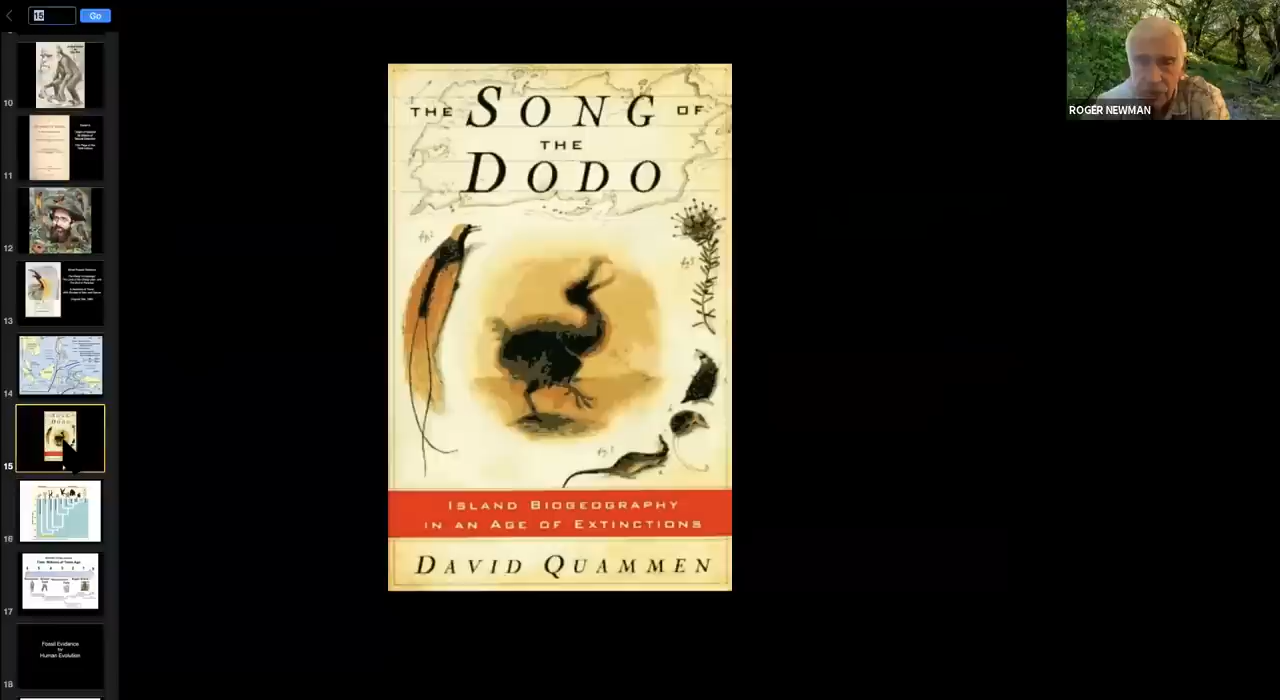 15
Go
10
11
12
13
14
15
16
17
Fossil Evidence
for
Human Evolution
18
THE SONG OF
THE
DODO
ISLAND BIOGEOGRAPHY
IN AN AGE OF EXTINCTIONS
DAVID QUAMMEN
ROGER NEWMAN